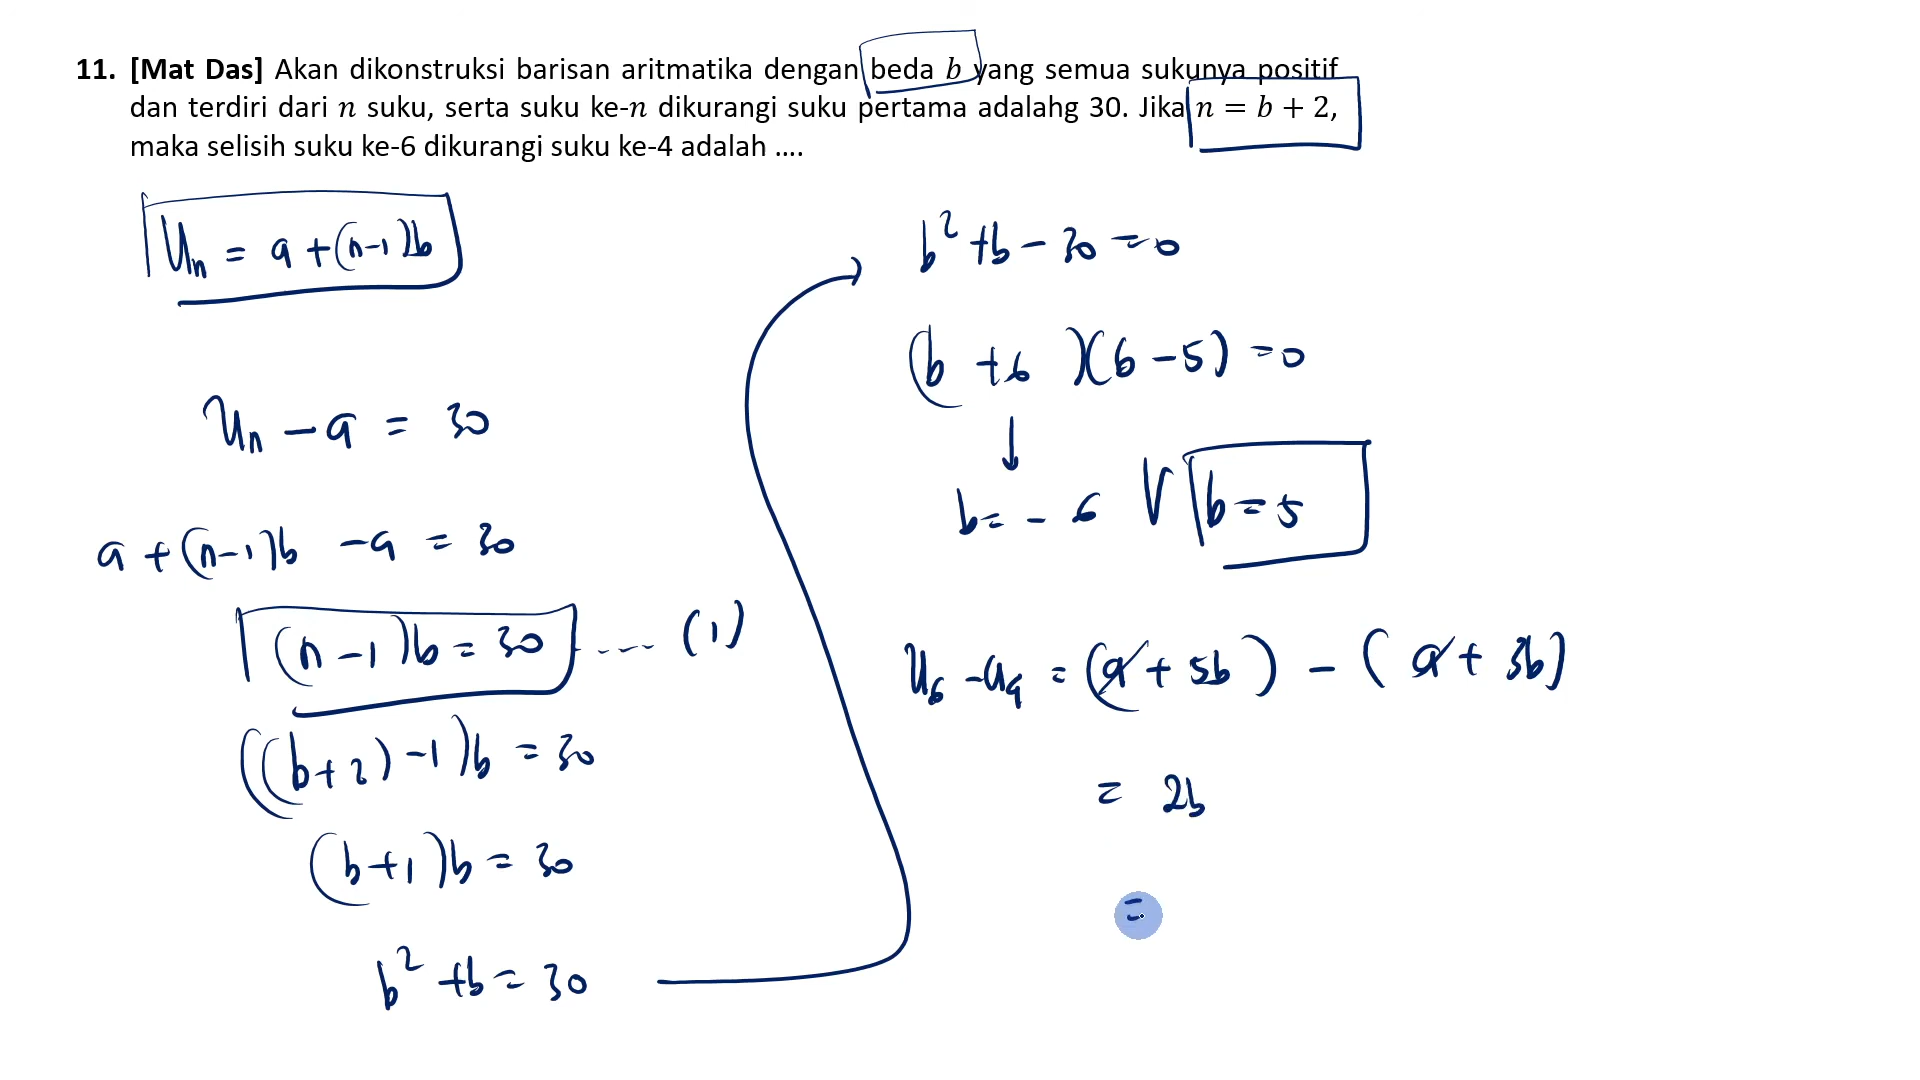 11. [Mat Das] Akan dikonstruksi barisan aritmatika dengan beda b yang semua sukunya positif
dan terdiri dari n suku, serta suku ke-n dikurangi suku pertama adalahg 30. Jika n = b + 2,
maka selisih suku ke-6 dikurangi suku ke-4 adalah ....
Un = a + (n-1)b
Un - a = 30
a + (n-1)b - a = 30
(n-1)b = 30 .... (1)
((b+2)-1)b = 30
(b+1)b = 30
b² + b = 30
b² + b - 30 = 0
(b + 6)(b - 5) = 0
↓
b = - 6 V b = 5
U6 - U4 = (a + 5b) - (a + 3b)
= 2b
=